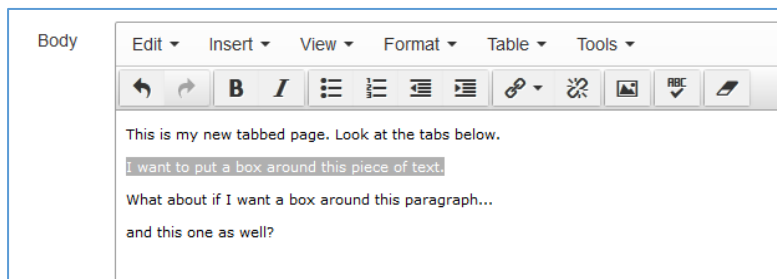 Body
Edit Insert View Format Table Tools
B I ABC
This is my new tabbed page. Look at the tabs below.
I want to put a box around this piece of text.
What about if I want a box around this paragraph...
and this one as well?